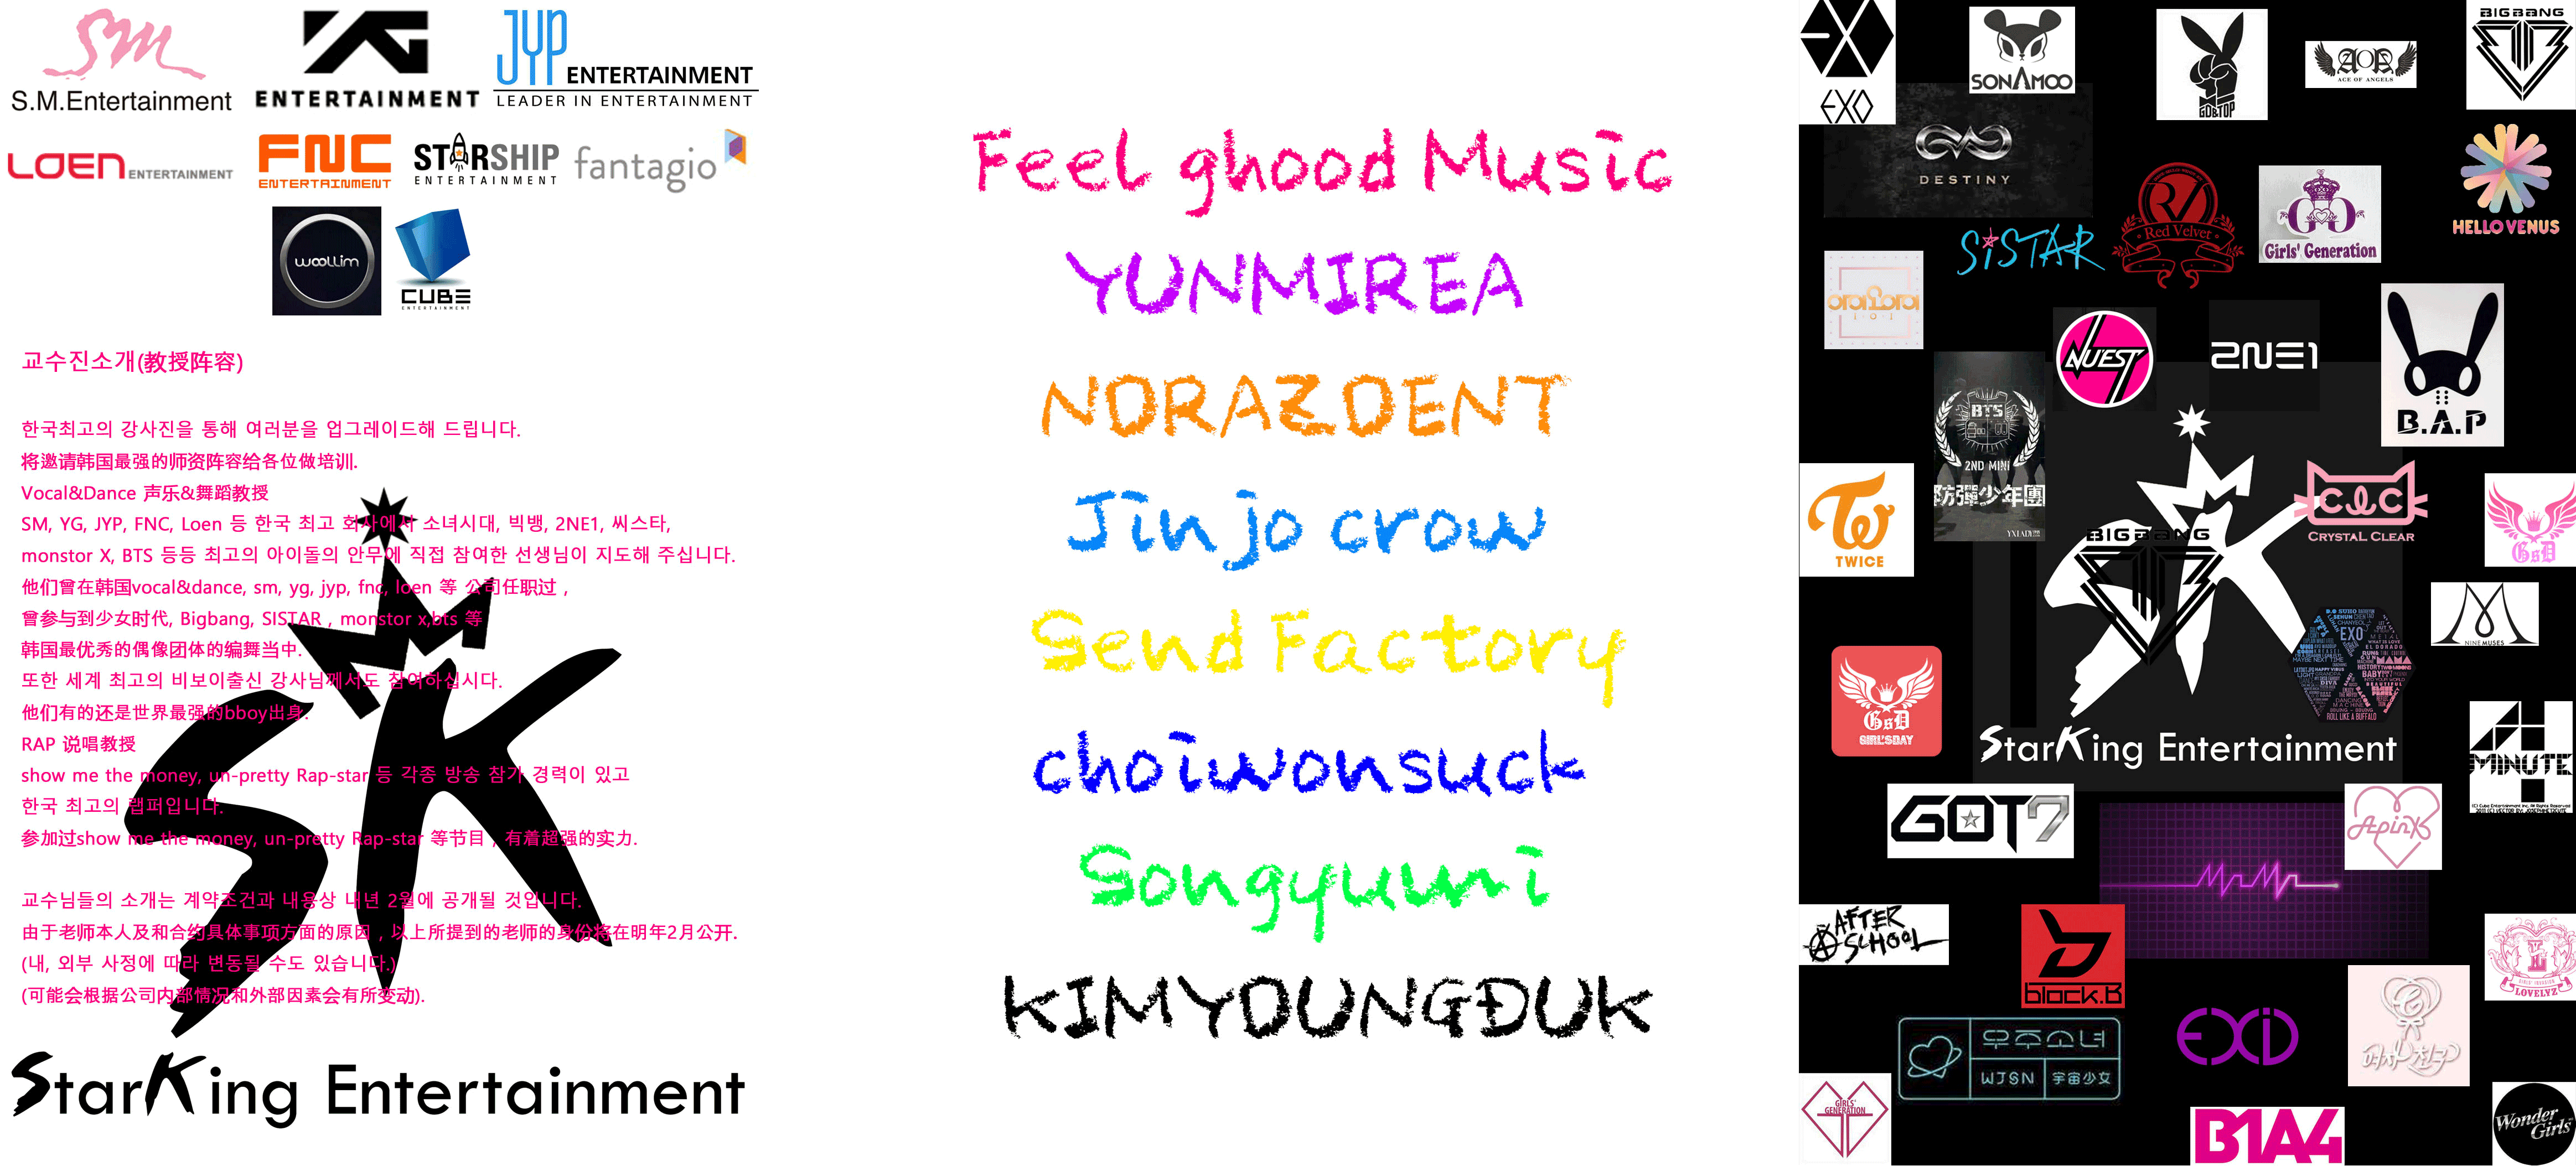 S.M.Entertainment
YG
ENTERTAINMENT
JYP ENTERTAINMENT
LEADER IN ENTERTAINMENT
LOEN ENTERTAINMENT
FNC
ENTERTAINMENT
STARSHIP
ENTERTAINMENT
fantagio
woollim
CUBE
ENTERTAINMENT
교수진소개(教授阵容)
한국최고의 강사진을 통해 여러분을 업그레이드해 드립니다.
将邀请韩国最强的师资阵容给各位做培训.
Vocal&Dance 声乐&舞蹈教授
SM, YG, JYP, FNC, Loen 등 한국 최고 회사에서 소녀시대, 빅뱅, 2NE1, 씨스타,
monstor X, BTS 등등 최고의 아이돌의 안무에 직접 참여한 선생님이 지도해 주십니다.
他们曾在韩国vocal&dance, sm, yg, jyp, fnc, loen 等 公司任职过 ,
曾参与到少女时代, Bigbang, SISTAR , monstor x,bts 等
韩国最优秀的偶像团体的编舞当中.
또한 세계 최고의 비보이출신 강사님께서도 참여하십시다.
他们有的还是世界最强的bboy出身.
RAP 说唱教授
show me the money, un-pretty Rap-star 등 각종 방송 참가 경력이 있고
한국 최고의 랩퍼입니다.
参加过show me the money, un-pretty Rap-star 等节目 , 有着超强的实力.
교수님들의 소개는 계약조건과 내용상 내년 2월에 공개될 것입니다.
由于老师本人及和合约具体事项方面的原因 , 以上所提到的老师的身份将在明年2月公开.
(내, 외부 사정에 따라 변동될 수도 있습니다.)
(可能会根据公司内部情况和外部因素会有所变动).
SK
StarKing Entertainment
Feel ghood Music
YUNMIREA
NORAZOENT
Jinjo crow
Send Factory
choiwonsuck
Songyuumi
KIMYOUNGDUK
EXO
SONAMOO
GD&TOP
AOA
ACE OF ANGELS
BIGBANG
DESTINY
SISTAR
RV
Red Velvet
GG
Girls' Generation
HELLOVENUS
NU'EST
2NE1
B.A.P
BTS
2ND MINI
防彈少年團
TWICE
CLC
CRYSTAL CLEAR
GsD
BIGBANG
SK
NINE MUSES
EXO
ROLL LIKE A BUFFALO
GsD
GIRL'SDAY
StarKing Entertainment
4MINUTE
GOT7
Apink
AFTER SCHOOL
block.B
LOVELYZ
우주소녀
WJSN 宇宙少女
EXID
여자친구
GIRLS'
GENERATION
B1A4
Wonder Girls